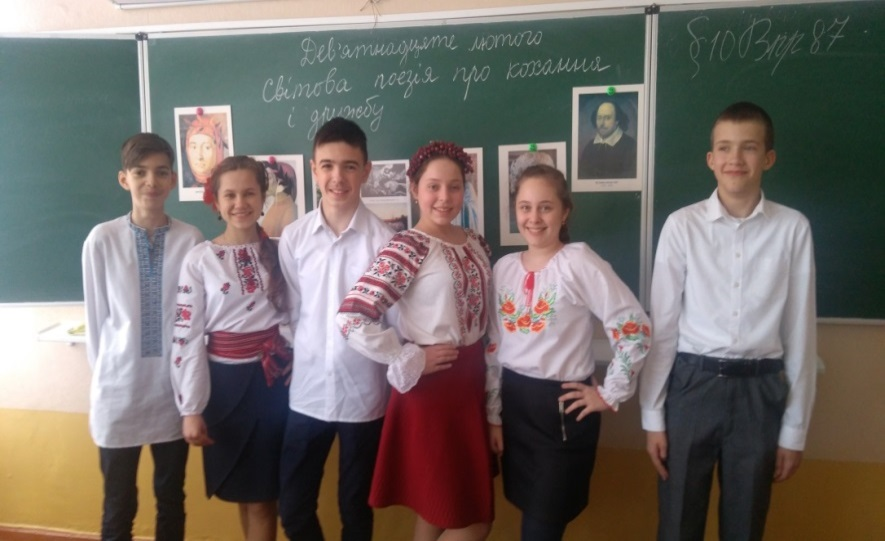 Дев'ятнадцяте лютого
Світова поезія про кохання
і дружбу
§10 Впр 87